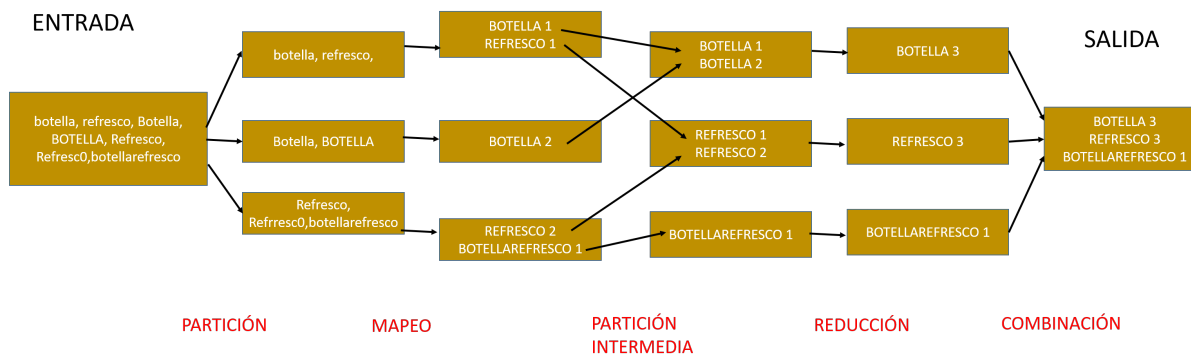 ENTRADA
botella, refresco, Botella,
BOTELLA, Refresco,
Refresc0,botellarefresco
botella, refresco,
Botella, BOTELLA
Refresco,
Refrresc0,botellarefresco
BOTELLA 1
REFRESCO 1
BOTELLA 2
REFRESCO 2
BOTELLAREFRESCO 1
BOTELLA 1
BOTELLA 2
REFRESCO 1
REFRESCO 2
BOTELLAREFRESCO 1
BOTELLA 3
REFRESCO 3
BOTELLAREFRESCO 1
SALIDA
BOTELLA 3
REFRESCO 3
BOTELLAREFRESCO 1
PARTICIÓN
MAPEO
PARTICIÓN
INTERMEDIA
REDUCCIÓN
COMBINACIÓN